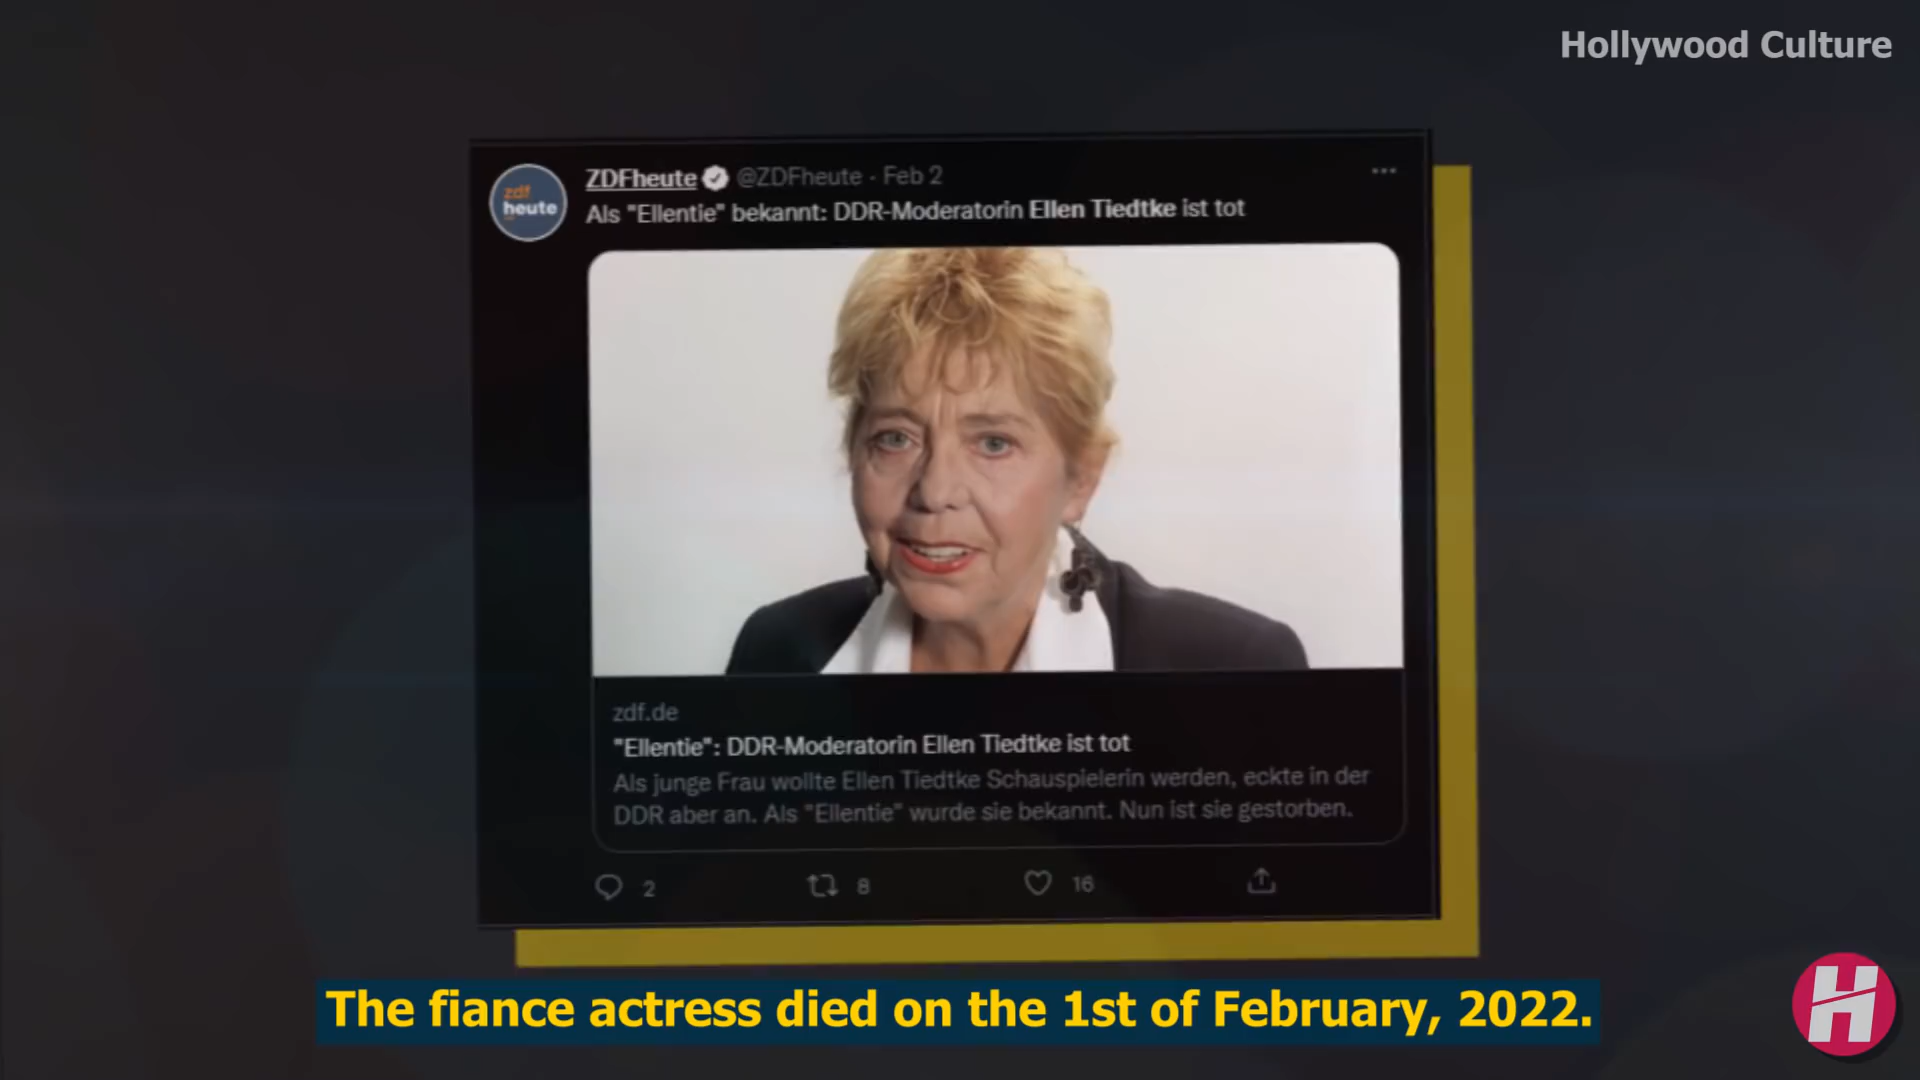 Hollywood Culture
zdf
heute
ZDFheute @ZDFheute · Feb 2
Als "Ellentie" bekannt: DDR-Moderatorin Ellen Tiedtke ist tot
zdf.de
"Ellentie": DDR-Moderatorin Ellen Tiedtke ist tot
Als junge Frau wollte Ellen Tiedtke Schauspielerin werden, eckte in der
DDR aber an. Als "Ellentie" wurde sie bekannt. Nun ist sie gestorben.
2 8 16
The fiance actress died on the 1st of February, 2022.
H